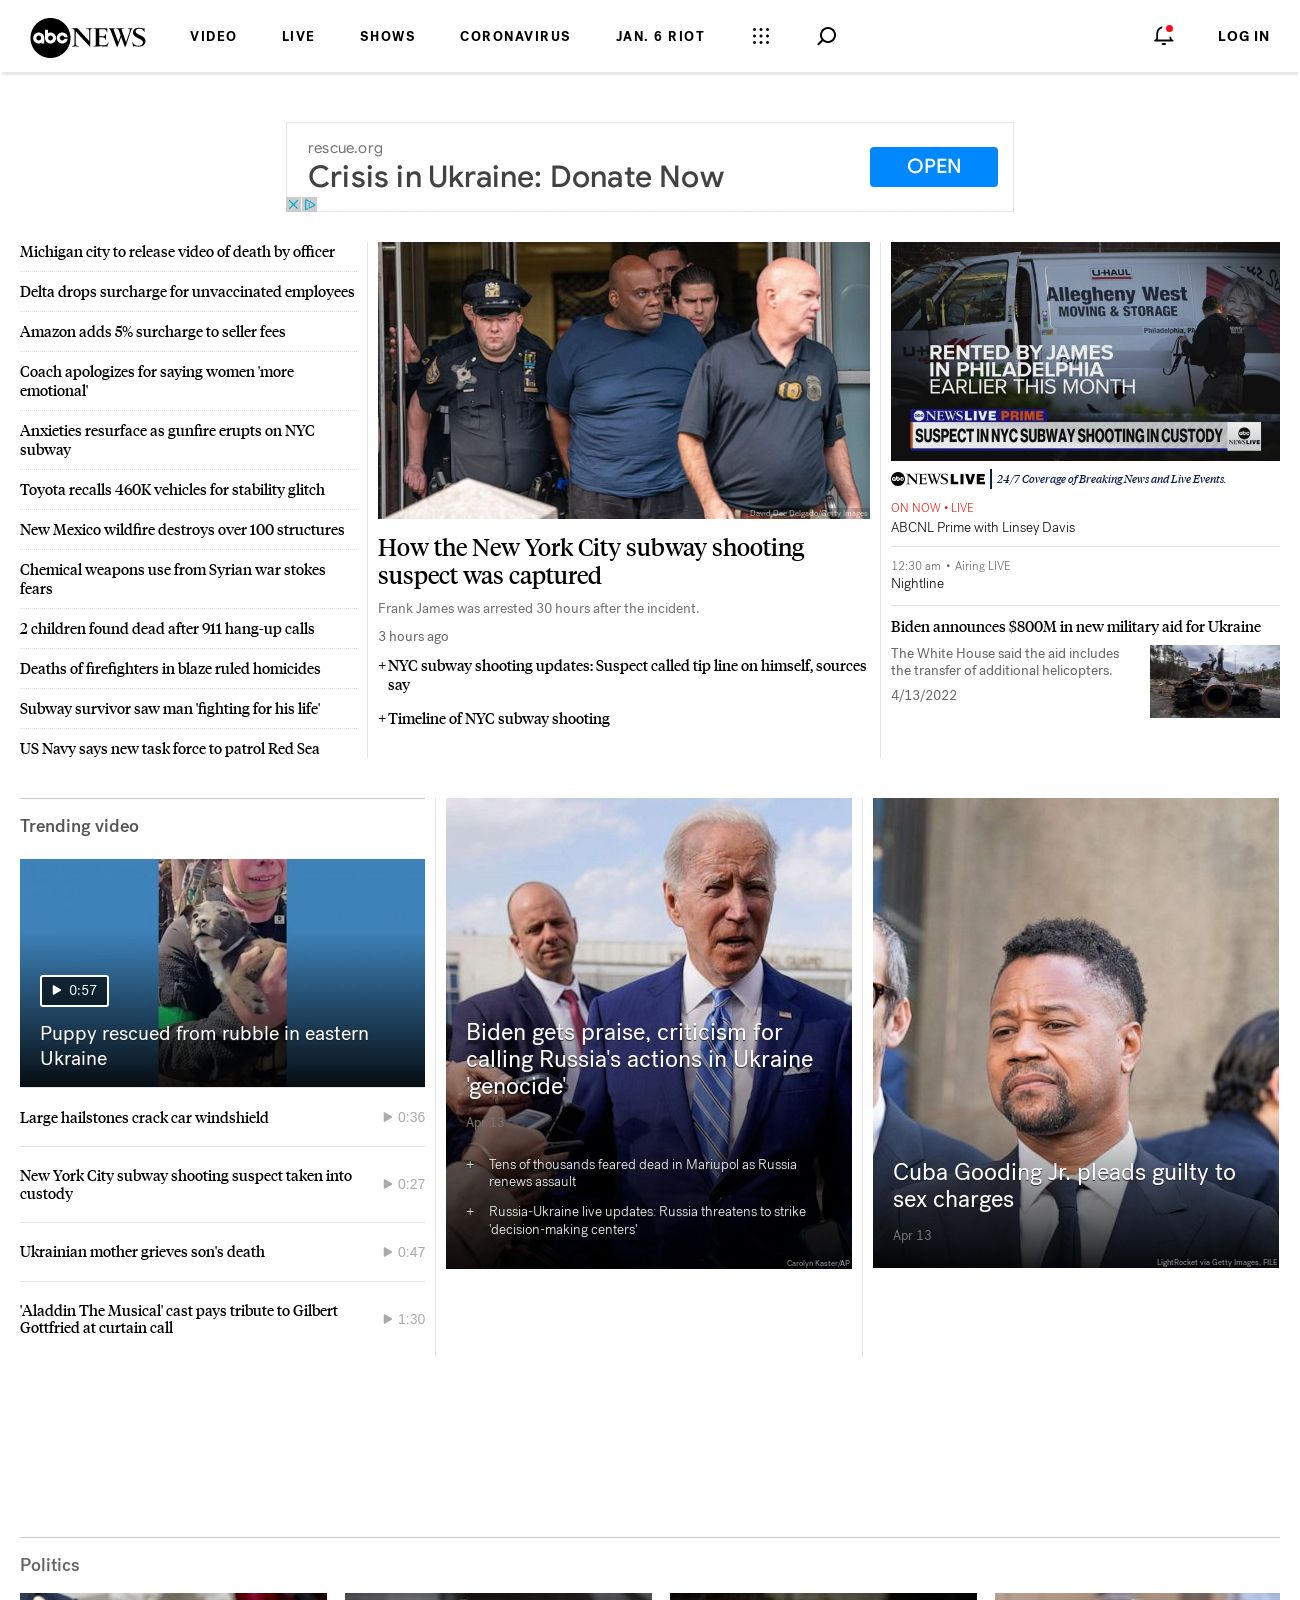 abc NEWS
VIDEO
LIVE
SHOWS
CORONAVIRUS
JAN. 6 RIOT
LOG IN
rescue.org
Crisis in Ukraine: Donate Now
OPEN
Michigan city to release video of death by officer
Delta drops surcharge for unvaccinated employees
Amazon adds 5% surcharge to seller fees
Coach apologizes for saying women 'more
emotional'
Anxieties resurface as gunfire erupts on NYC
subway
Toyota recalls 460K vehicles for stability glitch
New Mexico wildfire destroys over 100 structures
Chemical weapons use from Syrian war stokes
fears
2 children found dead after 911 hang-up calls
Deaths of firefighters in blaze ruled homicides
Subway survivor saw man 'fighting for his life'
US Navy says new task force to patrol Red Sea
David Dee Delgado/Getty Images
How the New York City subway shooting
suspect was captured
Frank James was arrested 30 hours after the incident.
3 hours ago
+ NYC subway shooting updates: Suspect called tip line on himself, sources
say
+ Timeline of NYC subway shooting
U-HAUL
Allegheny West
MOVING & STORAGE
Philadelphia, PA
RENTED BY JAMES
IN PHILADELPHIA
EARLIER THIS MONTH
abc NEWS LIVE PRIME
SUSPECT IN NYC SUBWAY SHOOTING IN CUSTODY
abc NEWS LIVE
abc NEWS LIVE
24/7 Coverage of Breaking News and Live Events.
ON NOW • LIVE
ABCNL Prime with Linsey Davis
12:30 am • Airing LIVE
Nightline
Biden announces $800M in new military aid for Ukraine
The White House said the aid includes
the transfer of additional helicopters.
4/13/2022
Trending video
0:57
Puppy rescued from rubble in eastern
Ukraine
Large hailstones crack car windshield
0:36
New York City subway shooting suspect taken into
custody
0:27
Ukrainian mother grieves son's death
0:47
'Aladdin The Musical' cast pays tribute to Gilbert
Gottfried at curtain call
1:30
Biden gets praise, criticism for
calling Russia's actions in Ukraine
'genocide'
Apr 13
+ Tens of thousands feared dead in Mariupol as Russia
renews assault
+ Russia-Ukraine live updates: Russia threatens to strike
'decision-making centers'
Carolyn Kaster/AP
Cuba Gooding Jr. pleads guilty to
sex charges
Apr 13
LightRocket via Getty Images, FILE
Politics